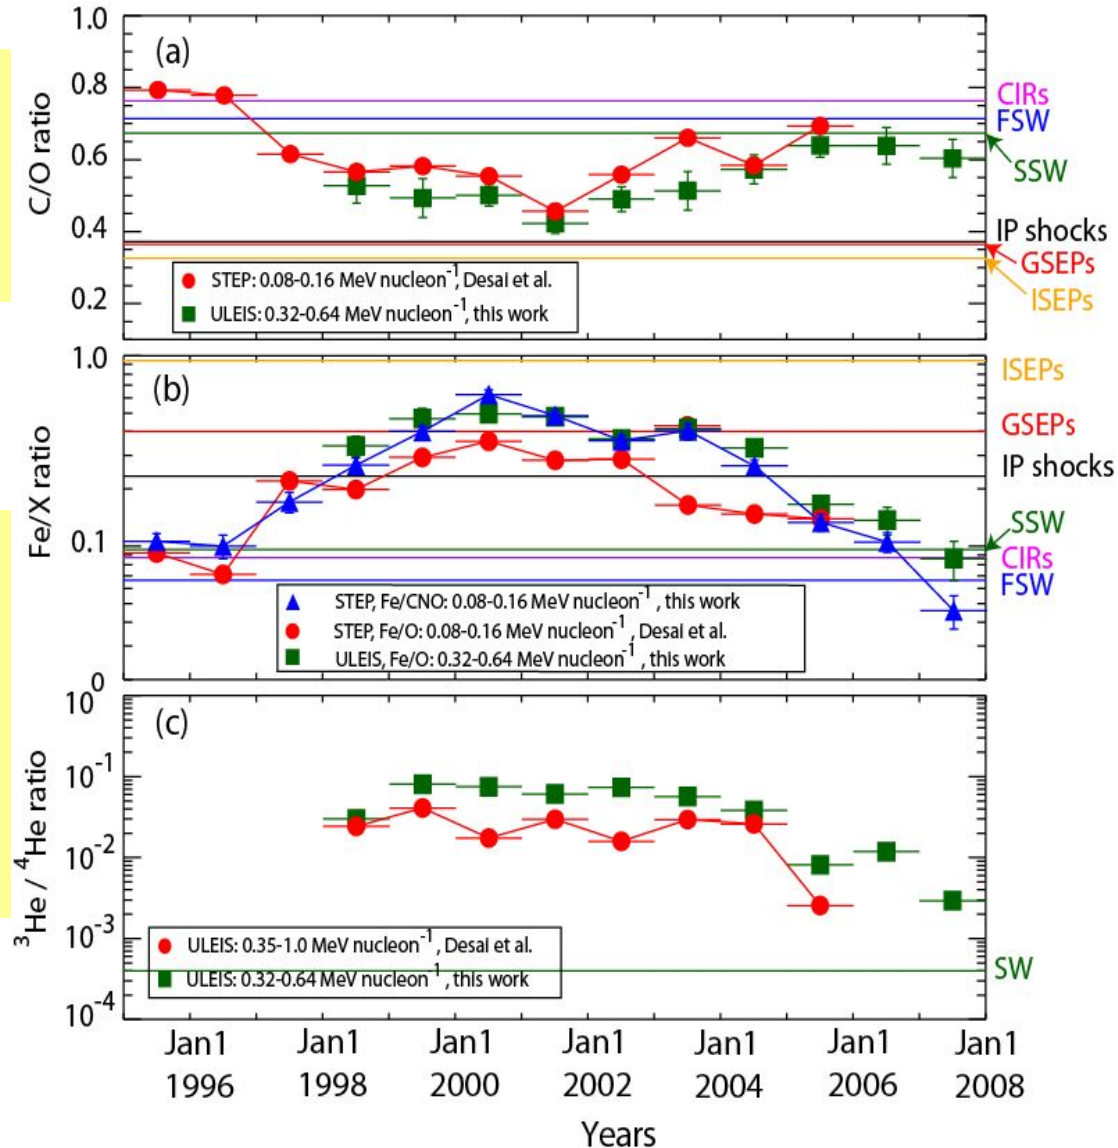 1.0
(a)
0.8
CIRs
FSW
0.6
SSW
C/O ratio
0.4
IP shocks
GSEPs
ISEPs
0.2
STEP: 0.08-0.16 MeV nucleon⁻¹, Desai et al.
ULEIS: 0.32-0.64 MeV nucleon⁻¹, this work
1.0
(b)
ISEPs
GSEPs
IP shocks
Fe/X ratio
SSW
0.1
CIRs
FSW
STEP, Fe/CNO: 0.08-0.16 MeV nucleon⁻¹ , this work
STEP, Fe/O: 0.08-0.16 MeV nucleon⁻¹ , Desai et al.
ULEIS, Fe/O: 0.32-0.64 MeV nucleon⁻¹ , this work
0
10⁰
(c)
10⁻¹
10⁻²
³He / ⁴He ratio
10⁻³
ULEIS: 0.35-1.0 MeV nucleon⁻¹ , Desai et al.
ULEIS: 0.32-0.64 MeV nucleon⁻¹ , this work
SW
10⁻⁴
Jan1 Jan1 Jan1 Jan1 Jan1 Jan1 Jan1
1996 1998 2000 2002 2004 2006 2008
Years